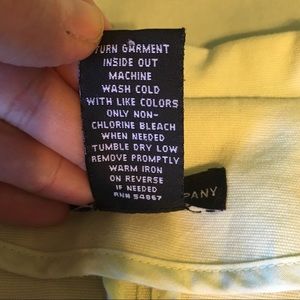 TURN GARMENT
INSIDE OUT
MACHINE
WASH COLD
WITH LIKE COLORS
ONLY NON-
CHLORINE BLEACH
WHEN NEEDED
TUMBLE DRY LOW
REMOVE PROMPTLY
WARM IRON
ON REVERSE
IF NEEDED
RN# 54867